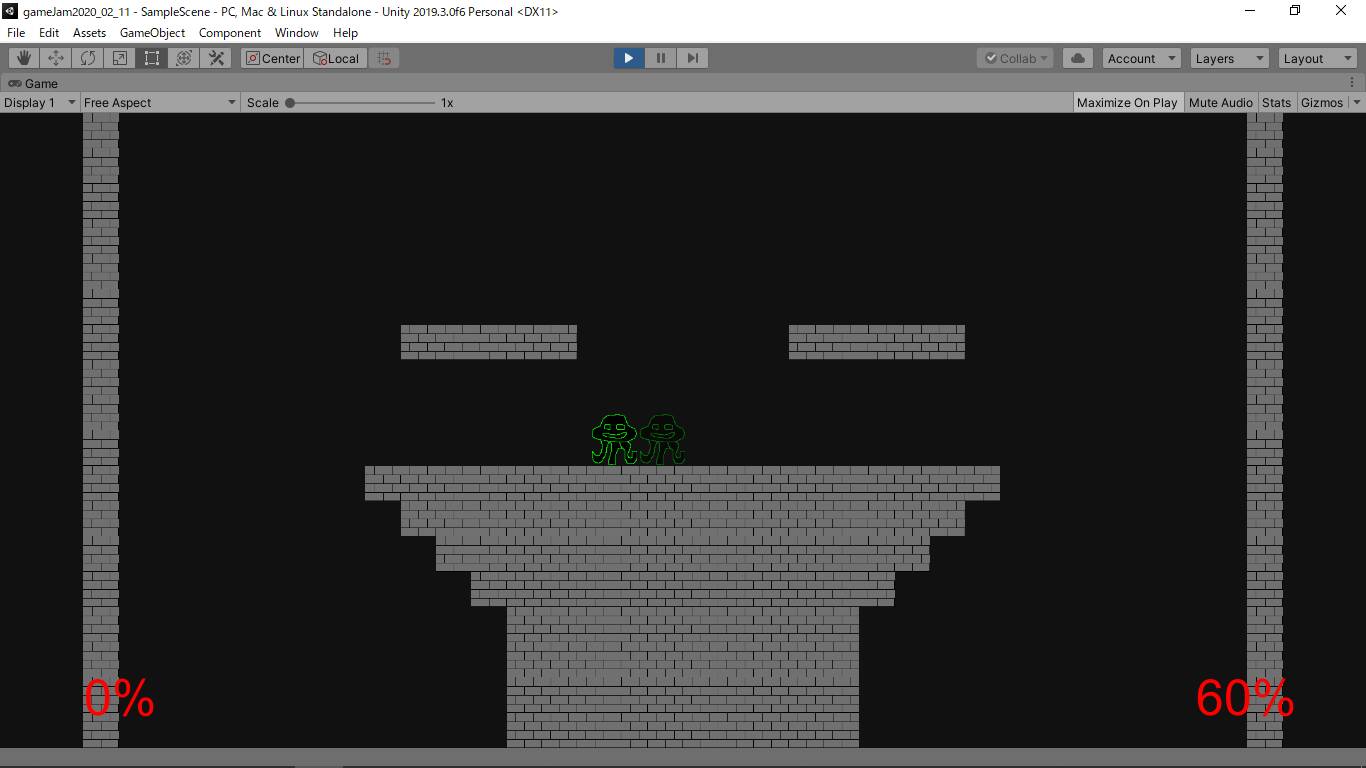 gameJam2020_02_11 - SampleScene - PC, Mac & Linux Standalone - Unity 2019.3.0f6 Personal <DX11>
File Edit Assets GameObject Component Window Help
Center Local Collab Account Layers Layout
Game
Display 1 Free Aspect Scale 1x Maximize On Play Mute Audio Stats Gizmos
0% 60%